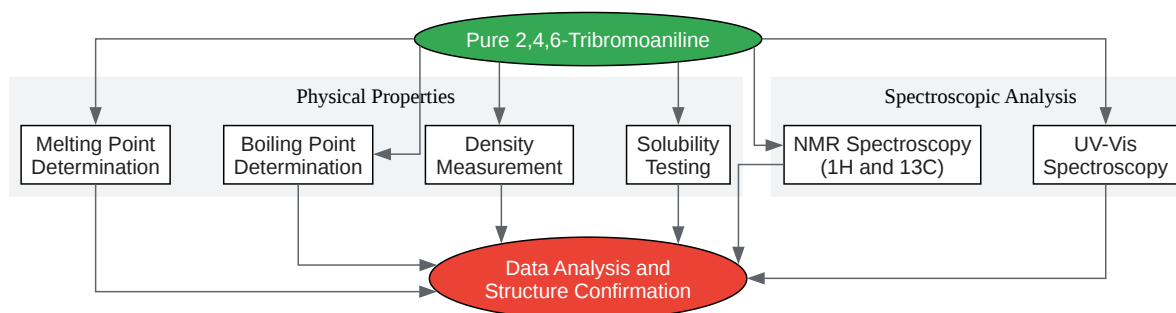 Pure 2,4,6-Tribromoaniline
Physical Properties
Spectroscopic Analysis
Melting Point
Determination
Boiling Point
Determination
Density
Measurement
Solubility
Testing
NMR Spectroscopy
(1H and 13C)
UV-Vis
Spectroscopy
Data Analysis and
Structure Confirmation